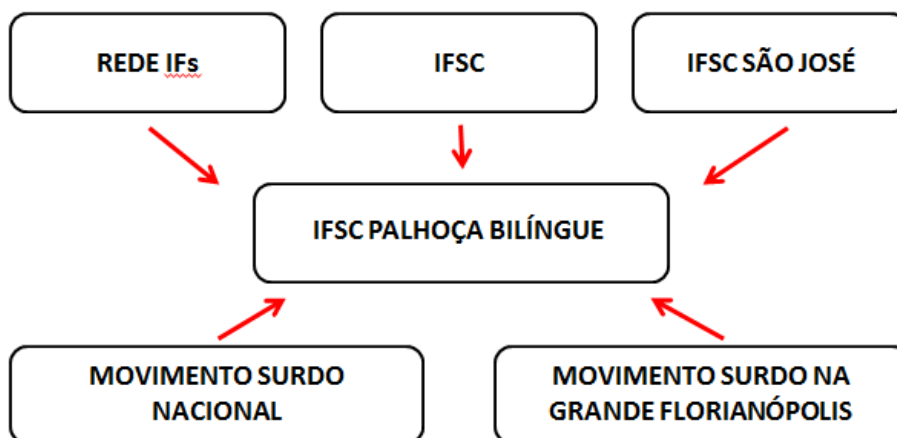 REDE IFs
IFSC
IFSC SÃO JOSÉ
IFSC PALHOÇA BILÍNGUE
MOVIMENTO SURDO
NACIONAL
MOVIMENTO SURDO NA
GRANDE FLORIANÓPOLIS